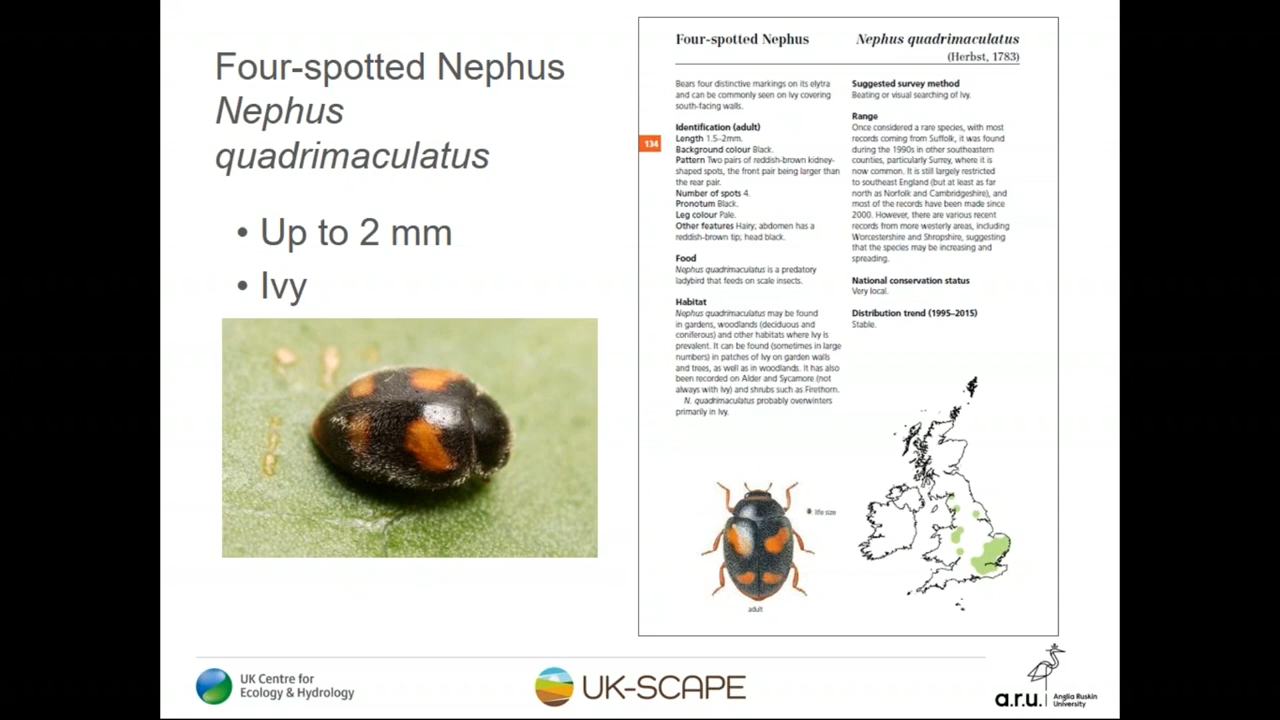 Four-spotted Nephus
Nephus
quadrimaculatus
• Up to 2 mm
• Ivy
Four-spotted Nephus
Nephus quadrimaculatus
(Herbst, 1783)
134
Bears four distinctive markings on its elytra
and can be commonly seen on Ivy covering
south-facing walls.
Identification (adult)
Length 1.5–2mm.
Background colour Black.
Pattern Two pairs of reddish-brown kidney-
shaped spots, the front pair being larger than
the rear pair.
Number of spots 4.
Pronotum Black.
Leg colour Pale.
Other features Hairy; abdomen has a
reddish-brown tip; head black.
Food
Nephus quadrimaculatus is a predatory
ladybird that feeds on scale insects.
Habitat
Nephus quadrimaculatus may be found
in gardens, woodlands (deciduous and
coniferous) and other habitats where Ivy is
prevalent. It can be found (sometimes in large
numbers) in patches of Ivy on garden walls
and trees, as well as in woodlands. It has also
been recorded on Alder and Sycamore (not
always with Ivy) and shrubs such as Firethorn.
N. quadrimaculatus probably overwinters
primarily in Ivy.
Suggested survey method
Beating or visual searching of Ivy.
Range
Once considered a rare species, with most
records coming from Suffolk, it was found
during the 1990s in other southeastern
counties, particularly Surrey, where it is
now common. It is still largely restricted
to southeast England (but at least as far
north as Norfolk and Cambridgeshire), and
most of the records have been made since
2000. However, there are various recent
records from more westerly areas, including
Worcestershire and Shropshire, suggesting
that the species may be increasing and
spreading.
National conservation status
Very local.
Distribution trend (1995–2015)
Stable.
life size
adult
UK Centre for
Ecology & Hydrology
UK-SCAPE
a.r.u.
Anglia Ruskin
University